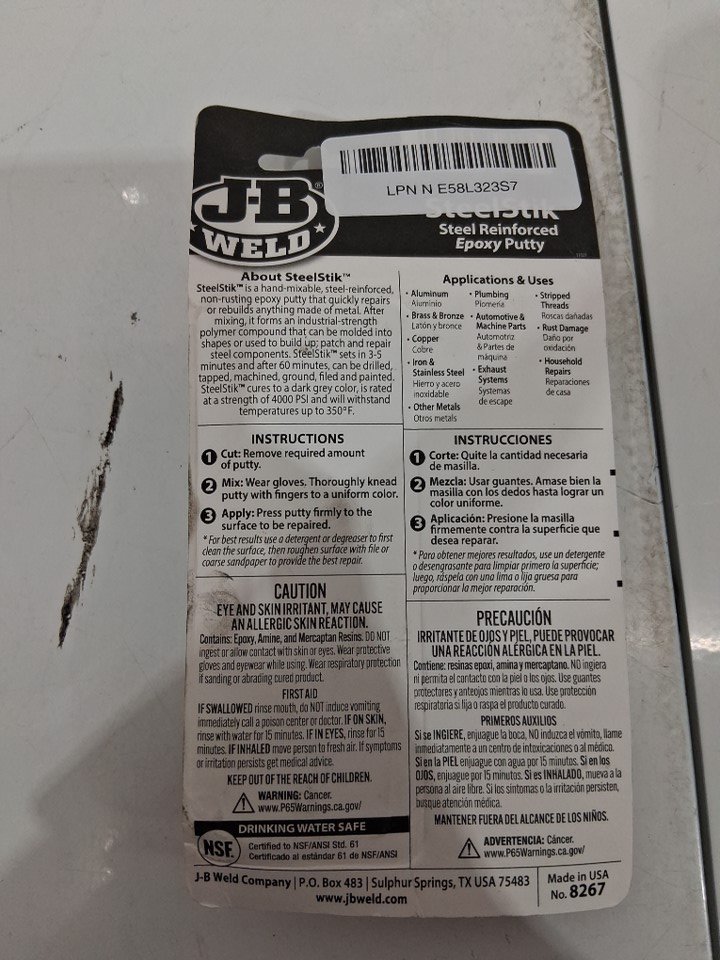 LPN N E58L323S7
J-B
WELD
®
SteelStik
Steel Reinforced
Epoxy Putty
About SteelStik™
SteelStik™ is a hand-mixable, steel-reinforced,
non-rusting epoxy putty that quickly repairs
or rebuilds anything made of metal. After
mixing, it forms an industrial-strength
polymer compound that can be molded into
shapes or used to build up; patch and repair
steel components. SteelStik™ sets in 3-5
minutes and after 60 minutes, can be drilled,
tapped, machined, ground, filed and painted.
SteelStik™ cures to a dark grey color, is rated
at a strength of 4000 PSI and will withstand
temperatures up to 350°F.
Applications & Uses
• Aluminum
Aluminio
• Brass & Bronze
Latón y bronce
• Copper
Cobre
• Iron &
Stainless Steel
Hierro y acero
inoxidable
• Other Metals
Otros metals
• Plumbing
Plomería
• Automotive &
Machine Parts
Automotriz
& Partes de
máquina
• Exhaust
Systems
Systemas
de escape
• Stripped
Threads
Roscas dañadas
• Rust Damage
Daño por
oxidación
• Household
Repairs
Reparaciones
de casa
INSTRUCTIONS
1 Cut: Remove required amount
of putty.
2 Mix: Wear gloves. Thoroughly knead
putty with fingers to a uniform color.
3 Apply: Press putty firmly to the
surface to be repaired.
* For best results use a detergent or degreaser to first
clean the surface, then roughen surface with file or
coarse sandpaper to provide the best repair.
INSTRUCCIONES
1 Corte: Quite la cantidad necesaria
de masilla.
2 Mezcla: Usar guantes. Amase bien la
masilla con los dedos hasta lograr un
color uniforme.
3 Aplicación: Presione la masilla
firmemente contra la superficie que
desea reparar.
* Para obtener mejores resultados, use un detergente
o desengrasante para limpiar primero la superficie;
luego, ráspela con una lima o lija gruesa para
proporcionar la mejor reparación.
CAUTION
EYE AND SKIN IRRITANT, MAY CAUSE
AN ALLERGIC SKIN REACTION.
Contains: Epoxy, Amine, and Mercaptan Resins. DO NOT
ingest or allow contact with skin or eyes. Wear protective
gloves and eyewear while using. Wear respiratory protection
if sanding or abrading cured product.
FIRST AID
IF SWALLOWED rinse mouth, do NOT induce vomiting
immediately call a poison center or doctor. IF ON SKIN,
rinse with water for 15 minutes. IF IN EYES, rinse for 15
minutes. IF INHALED move person to fresh air. If symptoms
or irritation persists get medical advice.
KEEP OUT OF THE REACH OF CHILDREN.
WARNING: Cancer.
www.P65Warnings.ca.gov/
PRECAUCIÓN
IRRITANTE DE OJOS Y PIEL, PUEDE PROVOCAR
UNA REACCIÓN ALÉRGICA EN LA PIEL.
Contiene: resinas epoxi, amina y mercaptano. NO ingiera
ni permita el contacto con la piel o los ojos. Use guantes
protectores y anteojos mientras lo usa. Use protección
respiratoria si lija o raspa el producto curado.
PRIMEROS AUXILIOS
Si se INGIERE, enjuague la boca, NO induzca el vómito, llame
inmediatamente a un centro de intoxicaciones o al médico.
Si en la PIEL enjuague con agua por 15 minutos. Si en los
OJOS, enjuague por 15 minutos. Si es INHALADO, mueva a la
persona al aire libre. Si los síntomas o la irritación persisten,
busque atención médica.
MANTENER FUERA DEL ALCANCE DE LOS NIÑOS.
ADVERTENCIA: Cáncer.
www.P65Warnings.ca.gov/
DRINKING WATER SAFE
NSF.
Certified to NSF/ANSI Std. 61
Certificado al estándar 61 de NSF/ANSI
J-B Weld Company | P.O. Box 483 | Sulphur Springs, TX USA 75483
www.jbweld.com
Made in USA
No. 8267